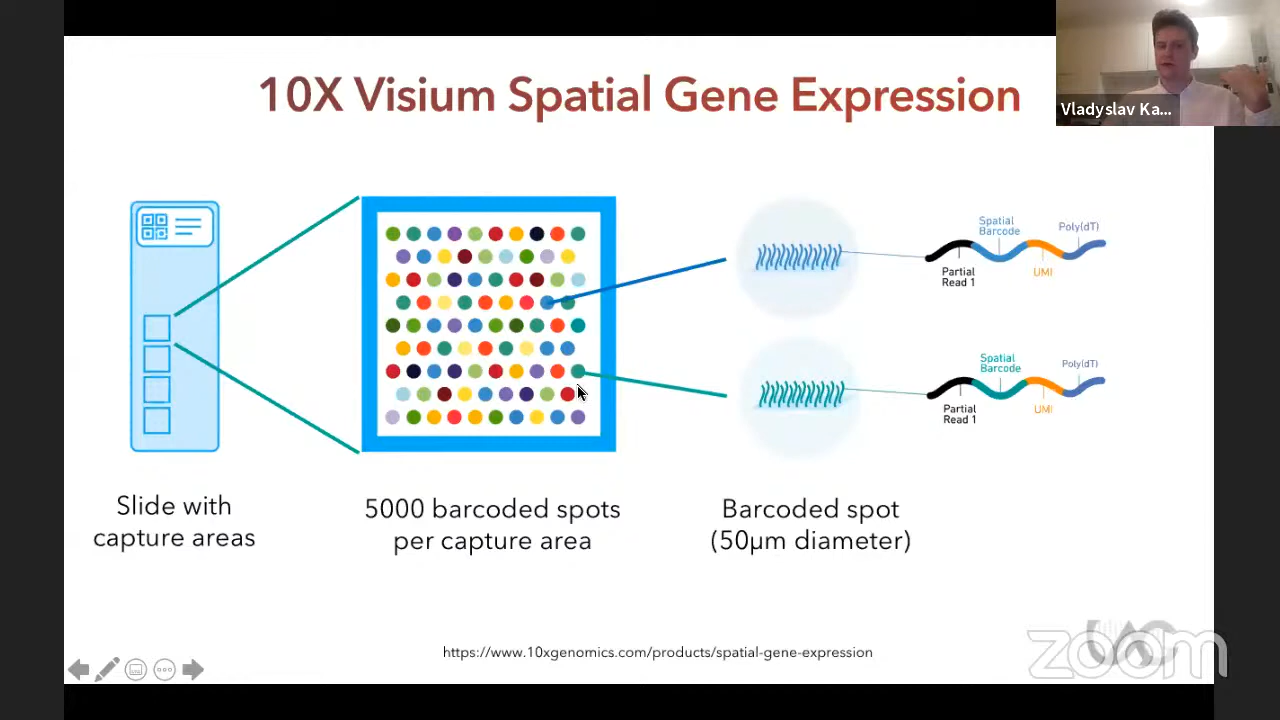 10X Visium Spatial Gene Expression
Vladyslav Ka...
Spatial
Barcode
Poly(dT)
Partial
Read 1
UMI
Spatial
Barcode
Poly(dT)
Partial
Read 1
UMI
Slide with
capture areas
5000 barcoded spots
per capture area
Barcoded spot
(50µm diameter)
https://www.10xgenomics.com/products/spatial-gene-expression
zoom